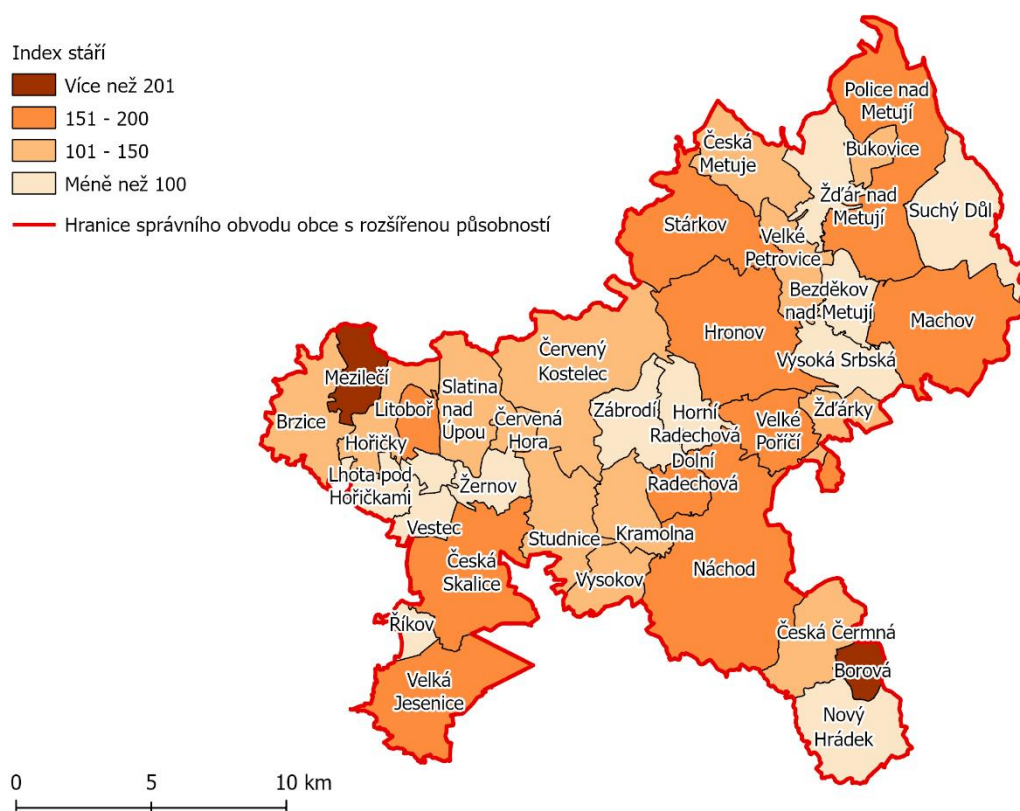 Index stáří
Více než 201
151 - 200
101 - 150
Méně než 100
Hranice správního obvodu obce s rozšířenou působností
Police nad
Metují
Česká
Metuje
Bukovice
Žďár nad
Metují
Suchý Důl
Stárkov
Velké
Petrovice
Bezděkov
nad Metují
Machov
Hronov
Vysoká Srbská
Červený
Kostelec
Mezilečí
Slatina
nad
Úpou
Brzice
Litoboř
Zábrodí
Horní
Radechová
Velké
Poříčí
Žďárky
Červená
Hora
Hořičky
Dolní
Radechová
Lhota pod
Hořičkami
Žernov
Vestec
Studnice
Kramolna
Česká
Skalice
Vysokov
Náchod
Říkov
Česká Čermná
Borová
Velká
Jesenice
Nový
Hrádek
0 5 10 km